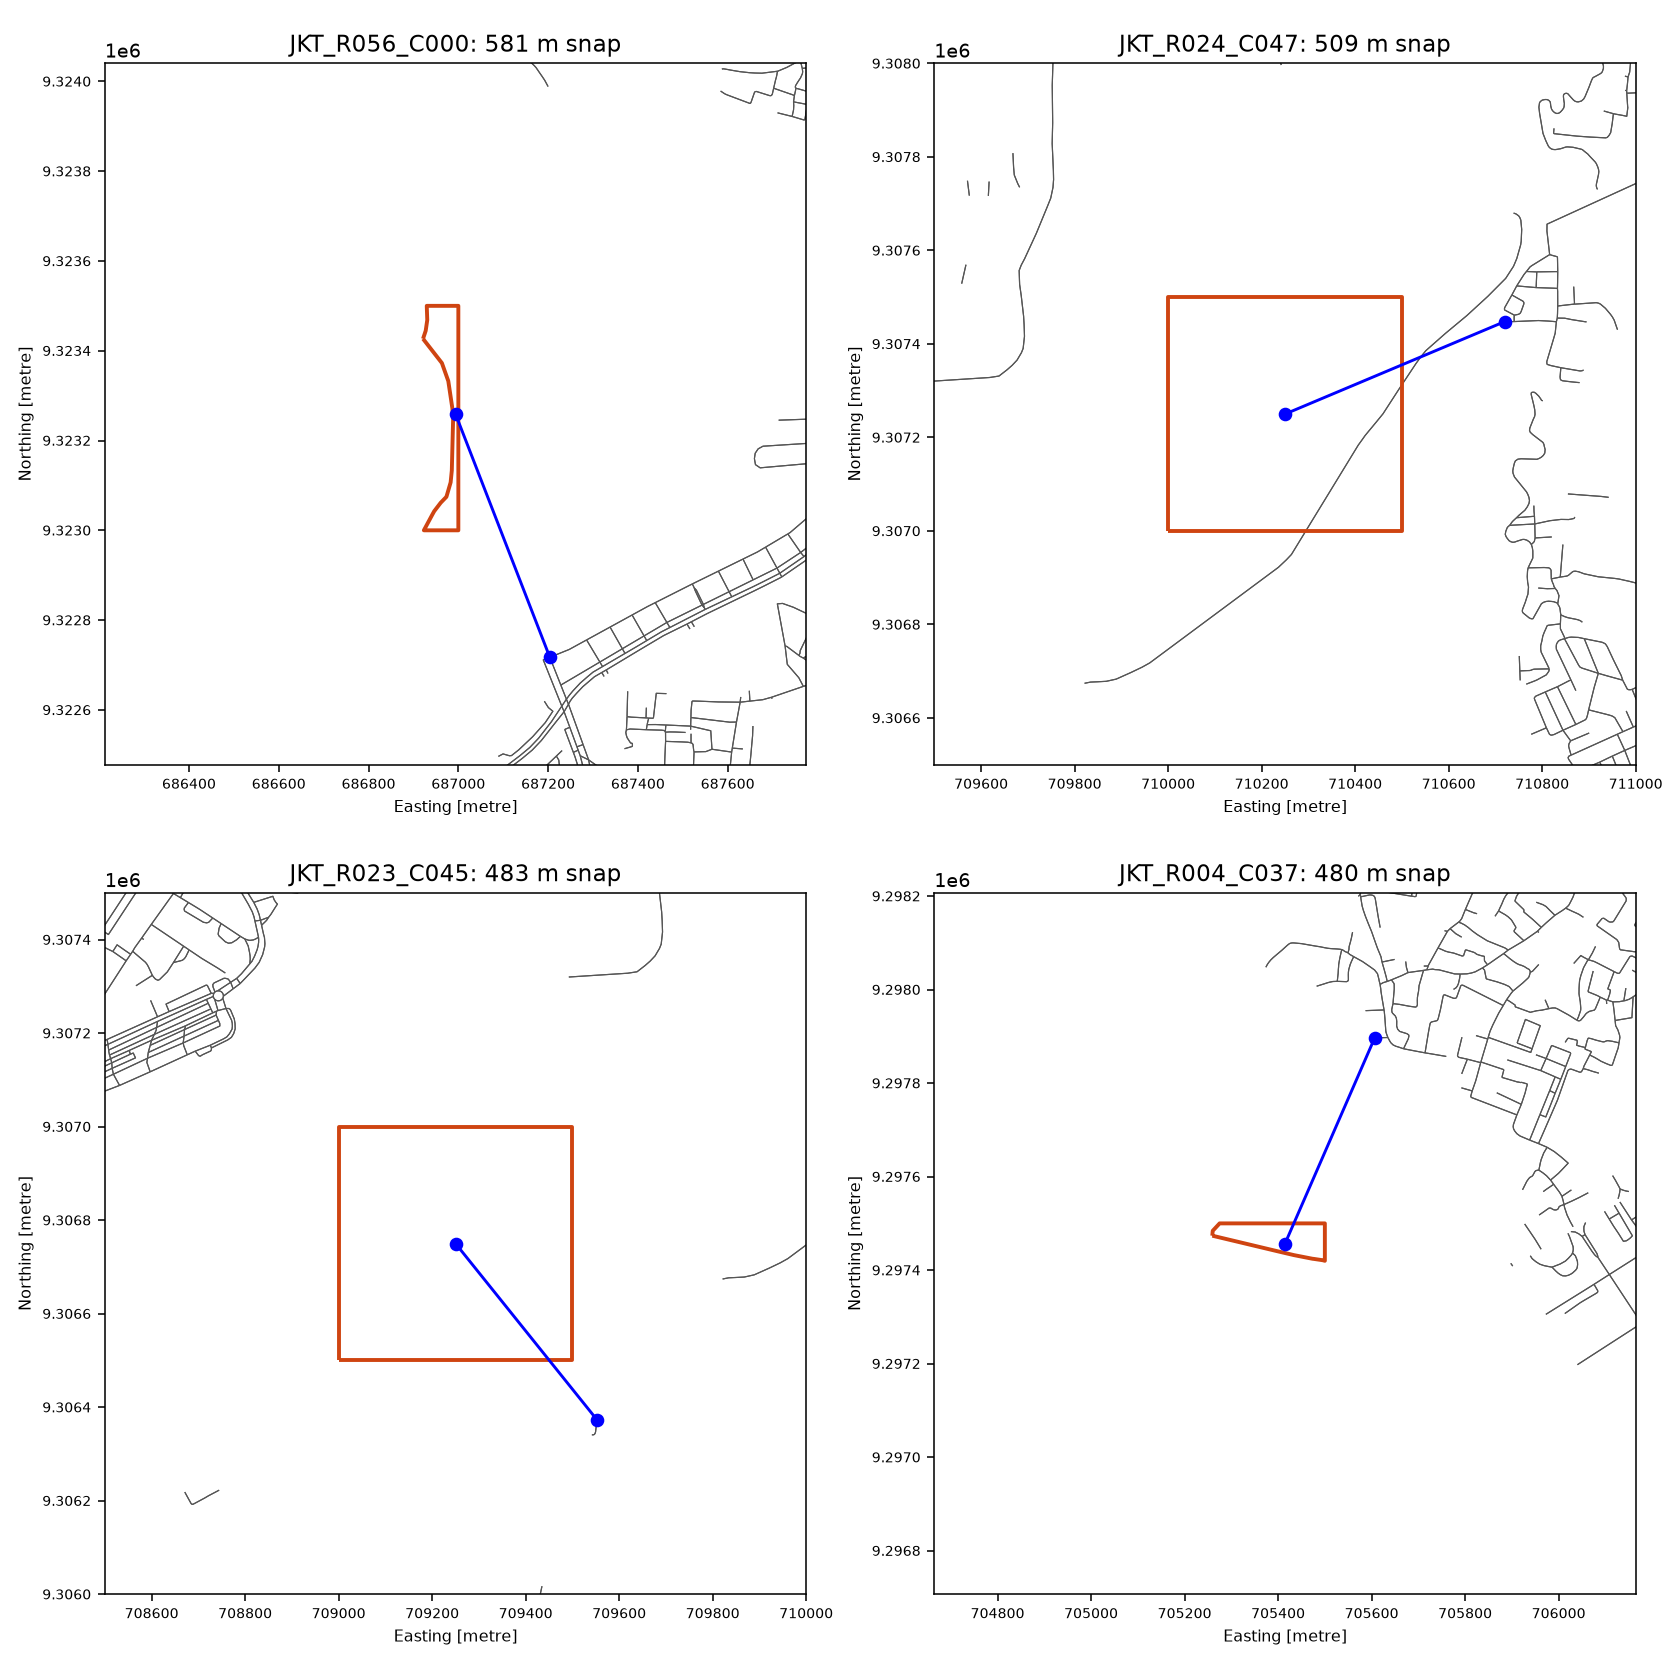 JKT_R056_C000: 581 m snap
1e6
9.3240
9.3238
9.3236
9.3234
9.3232
9.3230
9.3228
9.3226
Northing [metre]
686400 686600 686800 687000 687200 687400 687600
Easting [metre]
JKT_R024_C047: 509 m snap
1e6
9.3080
9.3078
9.3076
9.3074
9.3072
9.3070
9.3068
9.3066
Northing [metre]
709600 709800 710000 710200 710400 710600 710800 711000
Easting [metre]
JKT_R023_C045: 483 m snap
1e6
9.3074
9.3072
9.3070
9.3068
9.3066
9.3064
9.3062
9.3060
Northing [metre]
708600 708800 709000 709200 709400 709600 709800 710000
Easting [metre]
JKT_R004_C037: 480 m snap
1e6
9.2982
9.2980
9.2978
9.2976
9.2974
9.2972
9.2970
9.2968
Northing [metre]
704800 705000 705200 705400 705600 705800 706000
Easting [metre]